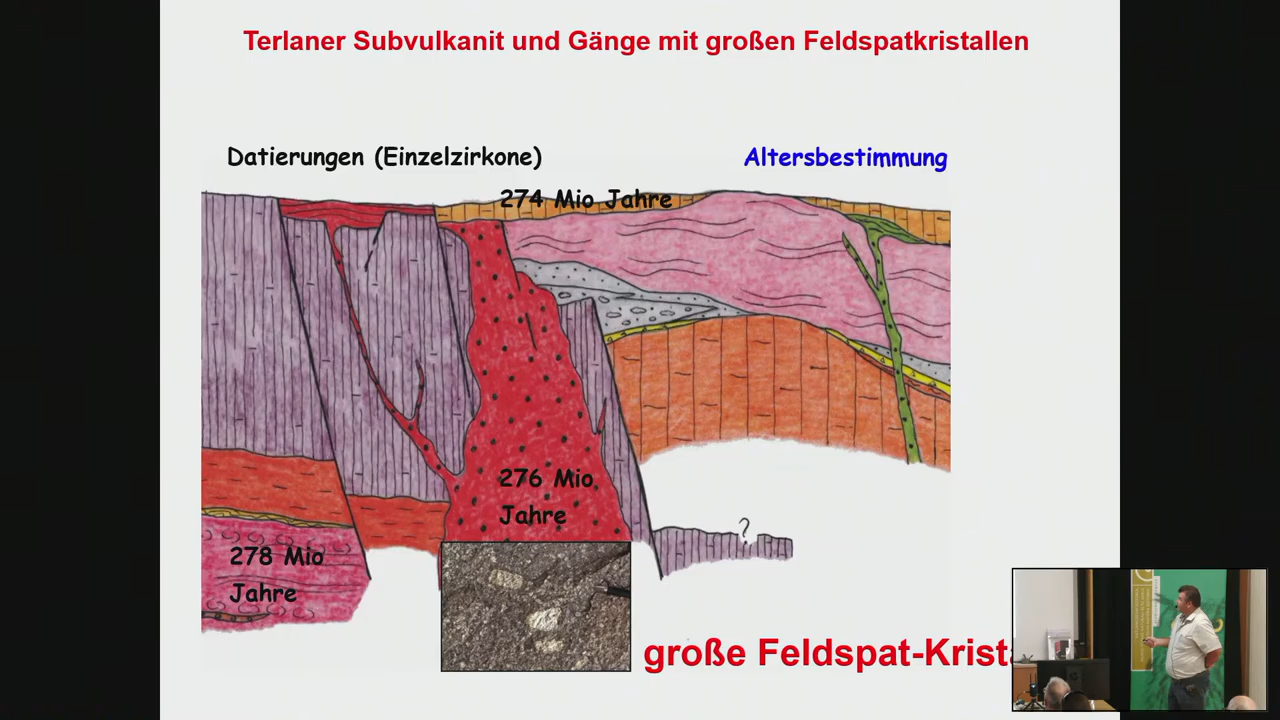 Terlaner Subvulkanit und Gänge mit großen Feldspatkristallen
Datierungen (Einzelzirkone)
Altersbestimmung
274 Mio Jahre
276 Mio
Jahre
?
278 Mio
Jahre
große Feldspat-Krista